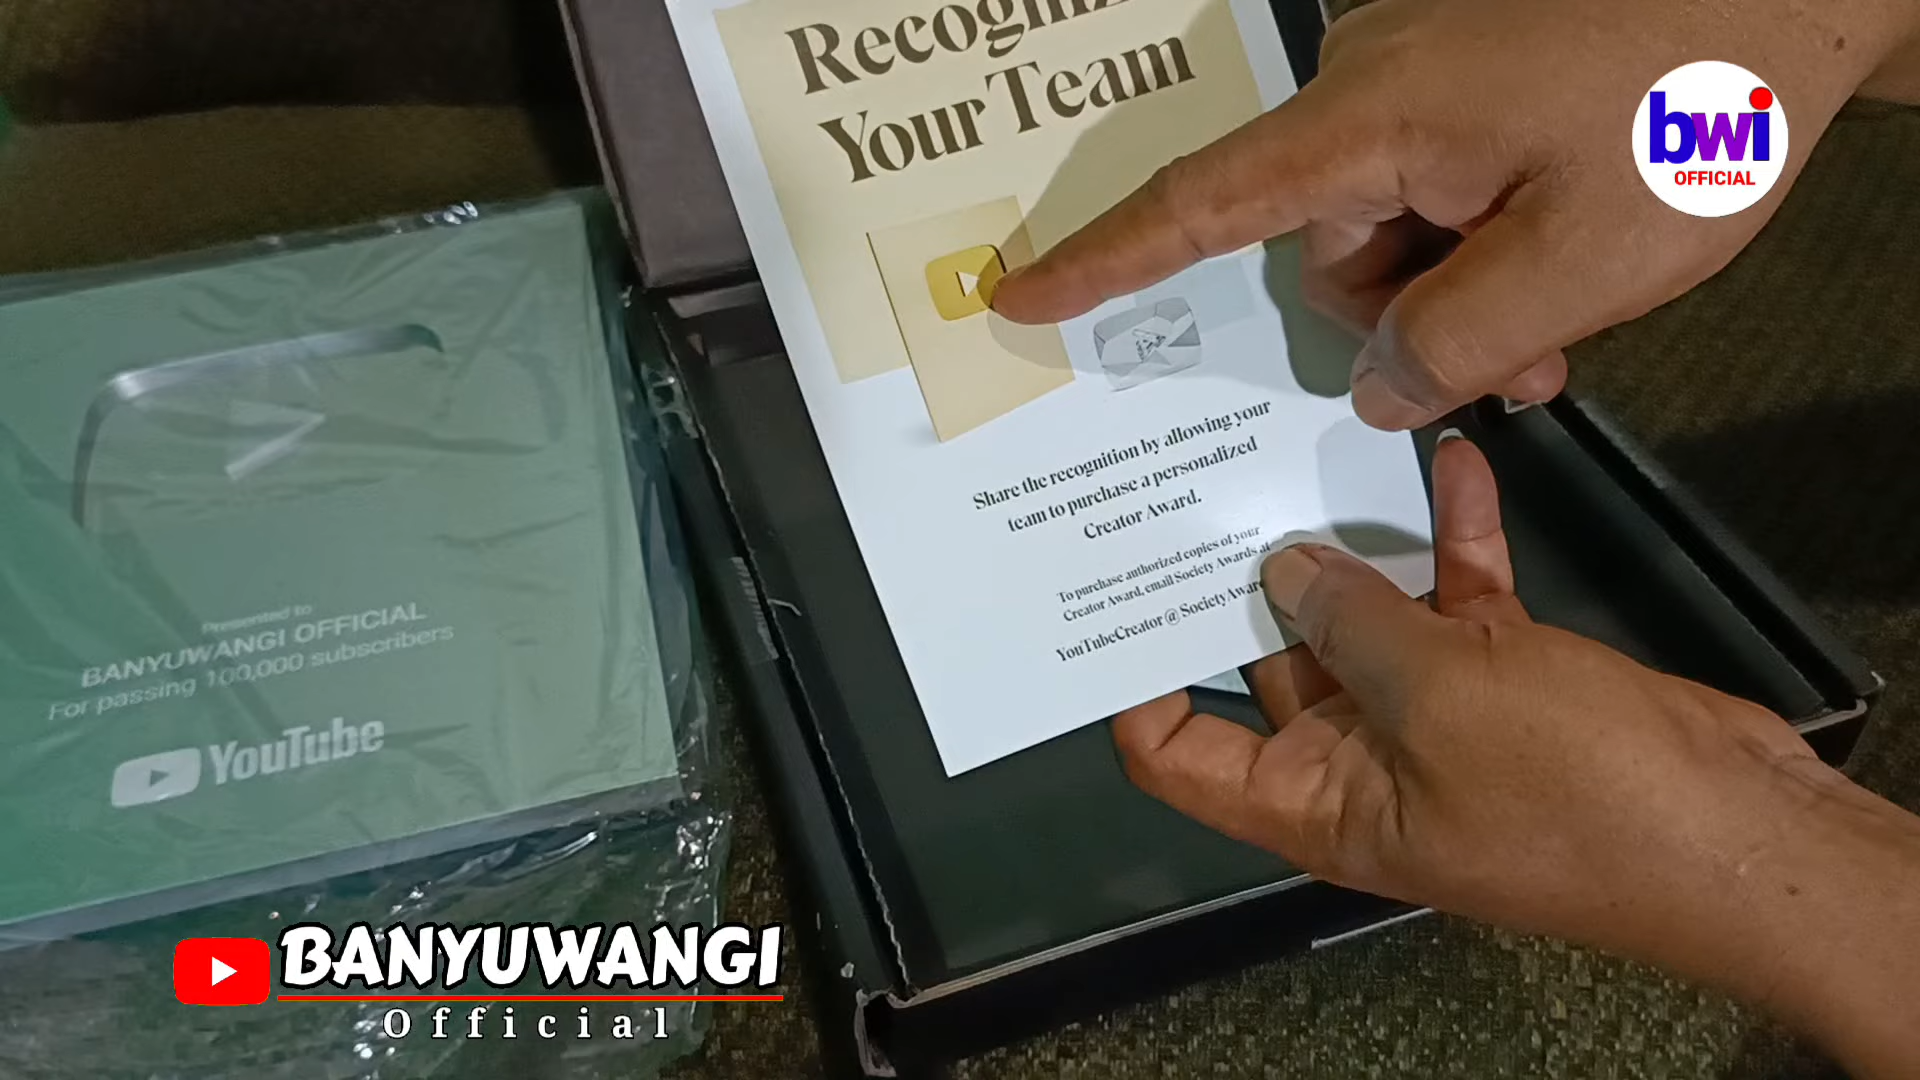 Your Team
bwi
OFFICIAL
Share the recognition by allowing your
team to purchase a personalized
Creator Award.
To purchase authorized copies of your
Creator Award, email Society Awards at
YouTubeCreator@
Presented to
BANYUWANGI OFFICIAL
For passing 100,000 subscribers
YouTube
BANYUWANGI
Official